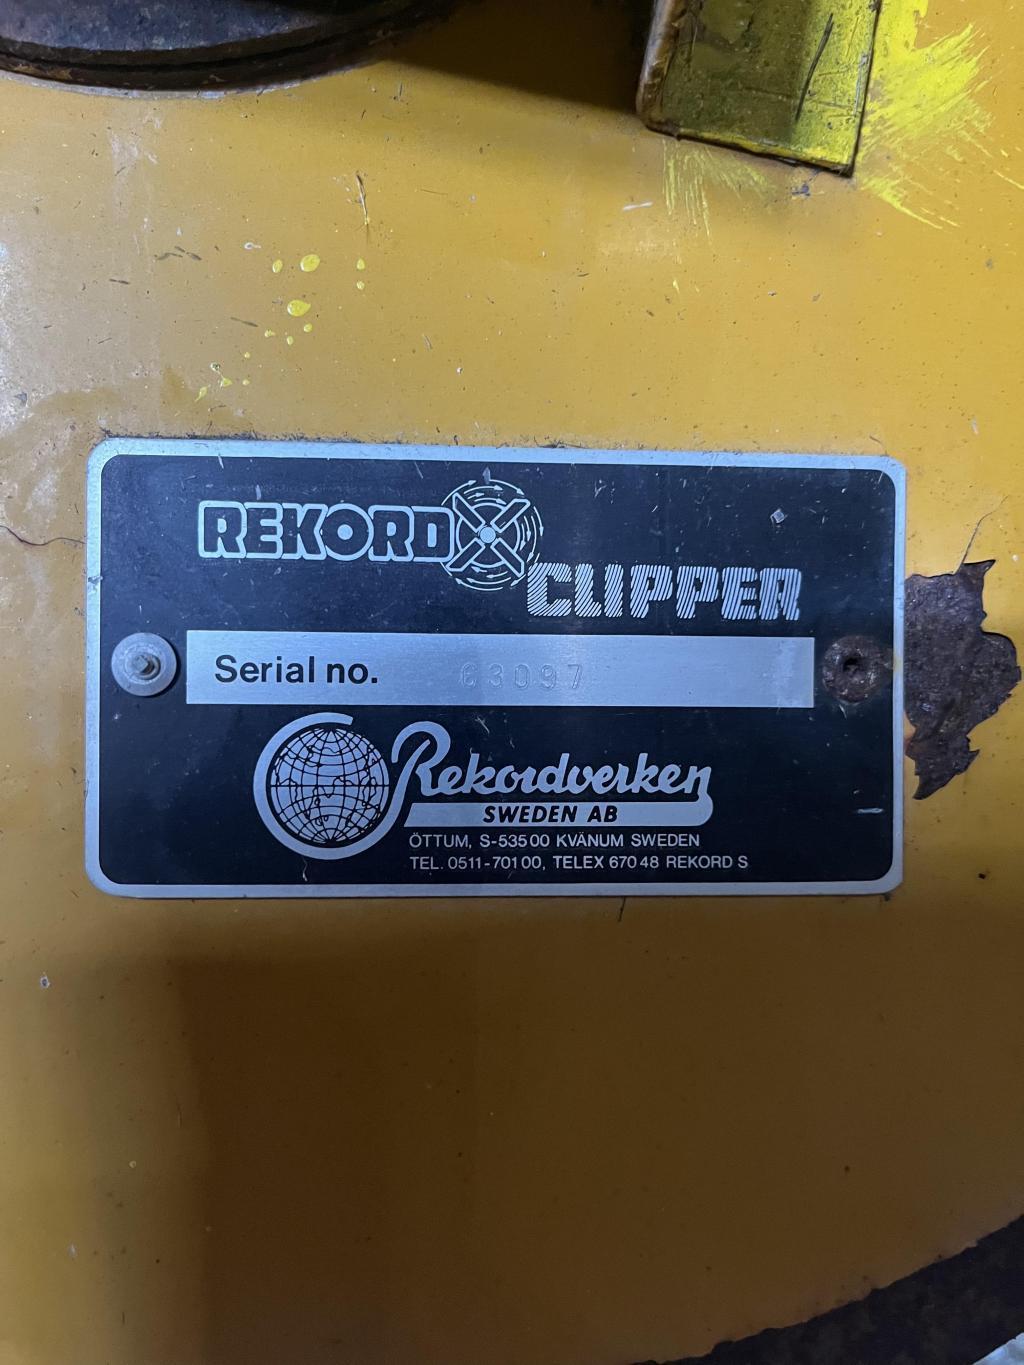 REKORD
CLIPPER
Serial no. 63097
Rekordverken
SWEDEN AB
ÖTTUM, S-535 00 KVÄNUM SWEDEN
TEL. 0511-701 00, TELEX 670 48 REKORD S